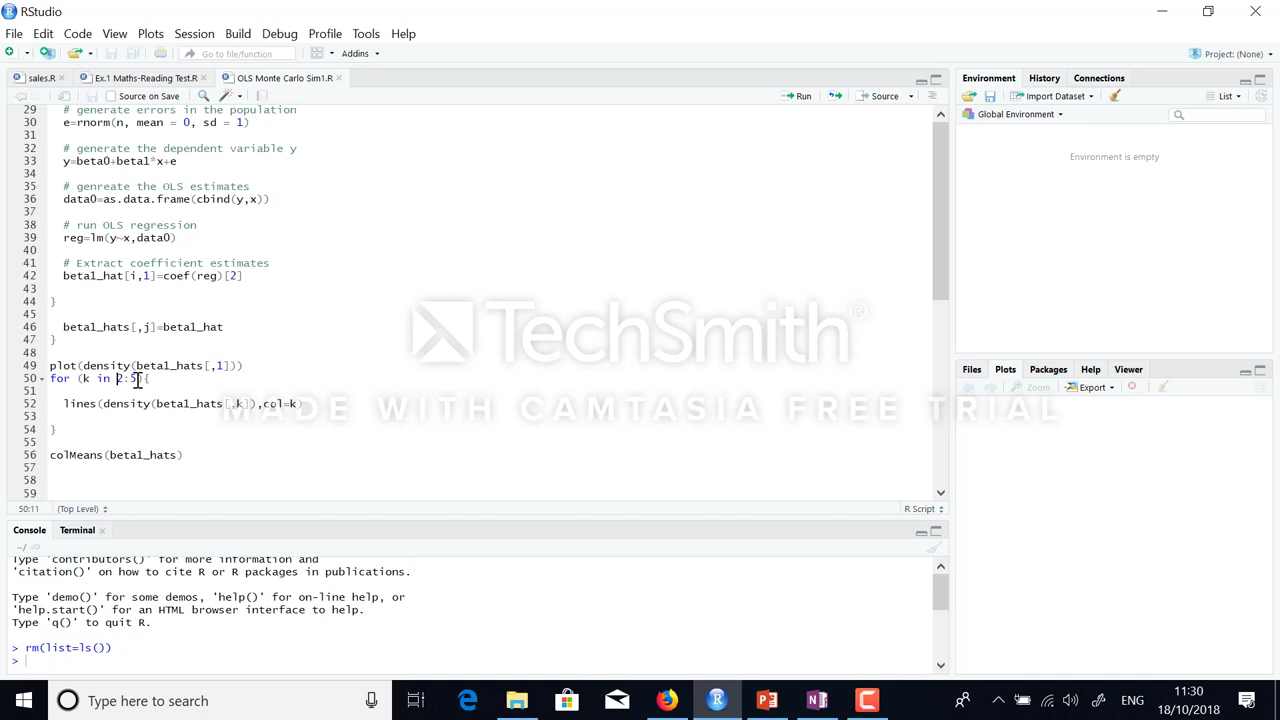 RStudio
File Edit Code View Plots Session Build Debug Profile Tools Help
Go to file/function Addins Project: (None)
sales.R Ex.1 Maths-Reading Test.R OLS Monte Carlo Sim1.R
Source on Save Run Source
29 # generate errors in the population
30 e=rnorm(n, mean = 0, sd = 1)
31
32 # generate the dependent variable y
33 y=beta0+beta1*x+e
34
35 # genreate the OLS estimates
36 data0=as.data.frame(cbind(y,x))
37
38 # run OLS regression
39 reg=lm(y~x,data0)
40
41 # Extract coefficient estimates
42 beta1_hat[i,1]=coef(reg)[2]
43
44 }
45
46 beta1_hats[,j]=beta1_hat
47 }
48
49 plot(density(beta1_hats[,1]))
50 for (k in 2:5){
51
52 lines(density(beta1_hats[,k]),col=k)
53
54 }
55
56 colMeans(beta1_hats)
57
58
59
50:11 (Top Level) R Script
Console Terminal
~/
Type 'contributors()' for more information and
'citation()' on how to cite R or R packages in publications.
Type 'demo()' for some demos, 'help()' for on-line help, or
'help.start()' for an HTML browser interface to help.
Type 'q()' to quit R.
> rm(list=ls())
>
Environment History Connections
Import Dataset List
Global Environment
Environment is empty
Files Plots Packages Help Viewer
Zoom Export
TechSmith®
MADE WITH CAMTASIA FREE TRIAL
Type here to search
ENG
11:30
18/10/2018